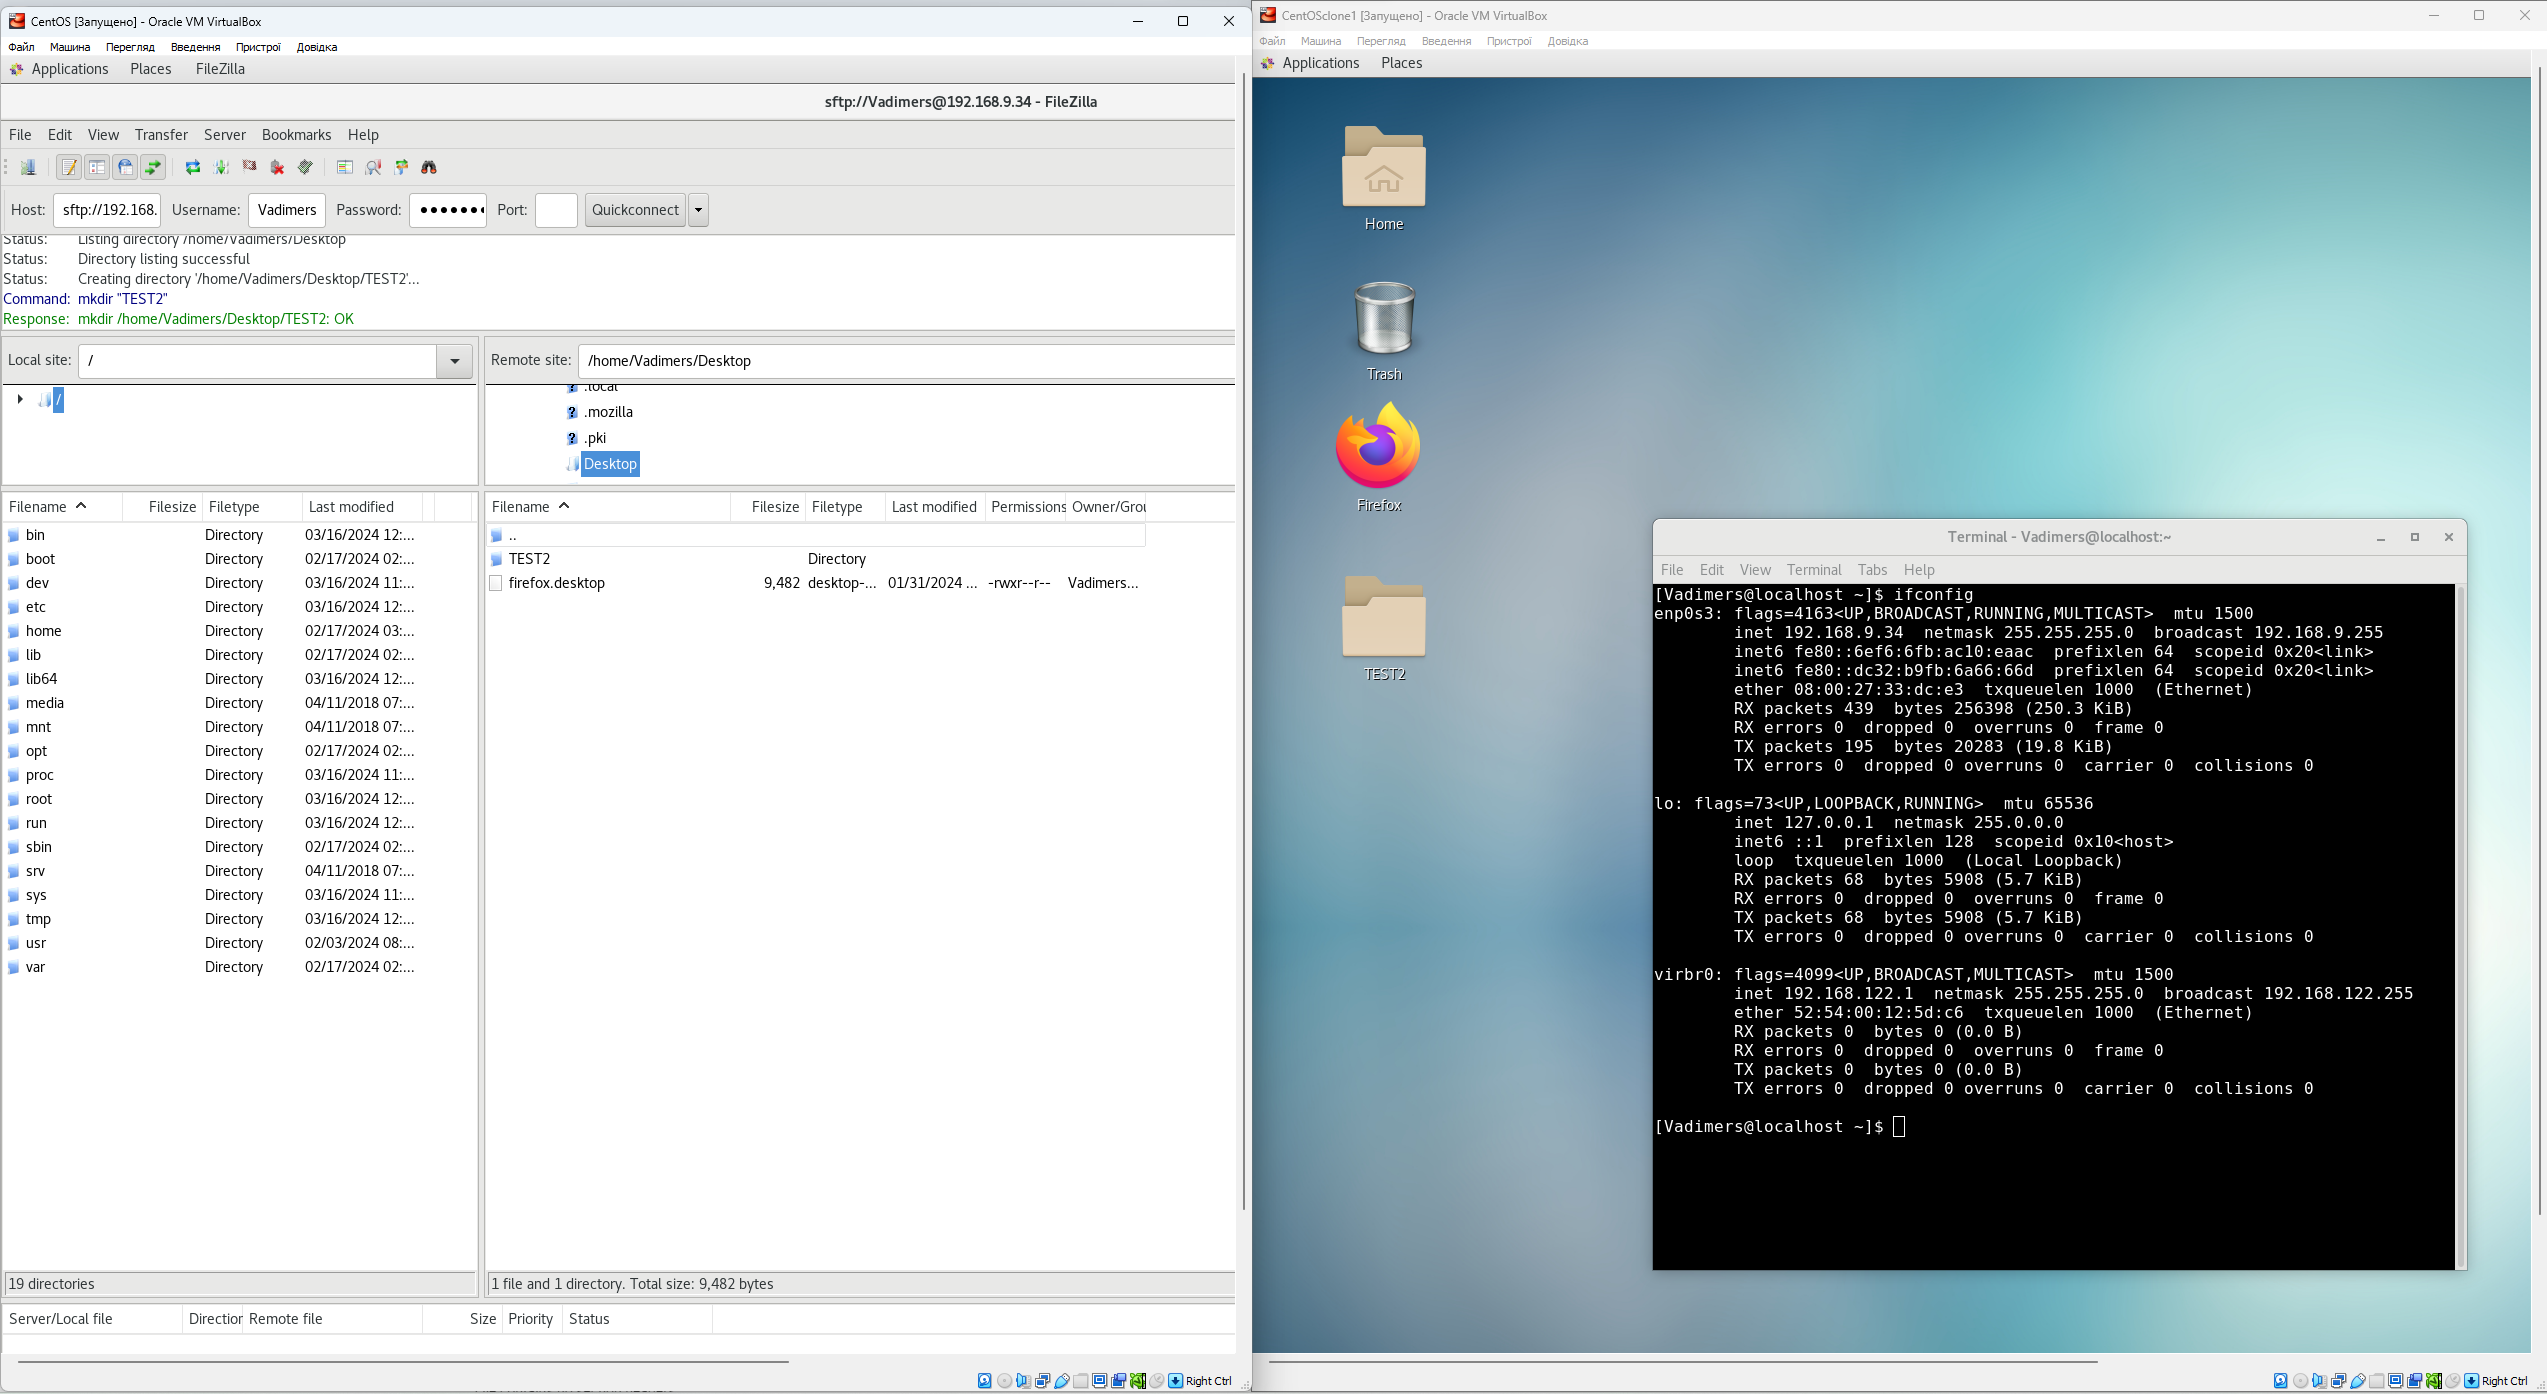 CentOS [Запущено] - Oracle VM VirtualBox
Файл Машина Перегляд Введення Пристрої Довідка
Applications Places FileZilla
sftp://Vadimers@192.168.9.34 - FileZilla
File Edit View Transfer Server Bookmarks Help
Host: sftp://192.168. Username: Vadimers Password: ••••••• Port: Quickconnect
Status: Listing directory /home/Vadimers/Desktop
Status: Directory listing successful
Status: Creating directory '/home/Vadimers/Desktop/TEST2'...
Command: mkdir "TEST2"
Response: mkdir /home/Vadimers/Desktop/TEST2: OK
Local site: /
/
Remote site: /home/Vadimers/Desktop
.local
.mozilla
.pki
Desktop
Filename Filesize Filetype Last modified
bin Directory 03/16/2024 12:...
boot Directory 02/17/2024 02:...
dev Directory 03/16/2024 11:...
etc Directory 03/16/2024 12:...
home Directory 02/17/2024 03:...
lib Directory 02/17/2024 02:...
lib64 Directory 03/16/2024 12:...
media Directory 04/11/2018 07:...
mnt Directory 04/11/2018 07:...
opt Directory 02/17/2024 02:...
proc Directory 03/16/2024 11:...
root Directory 03/16/2024 12:...
run Directory 03/16/2024 12:...
sbin Directory 02/17/2024 02:...
srv Directory 04/11/2018 07:...
sys Directory 03/16/2024 11:...
tmp Directory 03/16/2024 12:...
usr Directory 02/03/2024 08:...
var Directory 02/17/2024 02:...
19 directories
Filename Filesize Filetype Last modified Permissions Owner/Grou
..
TEST2 Directory
firefox.desktop 9,482 desktop-... 01/31/2024 ... -rwxr--r-- Vadimers...
1 file and 1 directory. Total size: 9,482 bytes
Server/Local file Direction Remote file Size Priority Status
Right Ctrl
CentOSclone1 [Запущено] - Oracle VM VirtualBox
Файл Машина Перегляд Введення Пристрої Довідка
Applications Places
Home
Trash
Firefox
TEST2
Terminal - Vadimers@localhost:~
File Edit View Terminal Tabs Help
[Vadimers@localhost ~]$ ifconfig
enp0s3: flags=4163<UP,BROADCAST,RUNNING,MULTICAST> mtu 1500
inet 192.168.9.34 netmask 255.255.255.0 broadcast 192.168.9.255
inet6 fe80::6ef6:6fb:ac10:eaac prefixlen 64 scopeid 0x20<link>
inet6 fe80::dc32:b9fb:6a66:66d prefixlen 64 scopeid 0x20<link>
ether 08:00:27:33:dc:e3 txqueuelen 1000 (Ethernet)
RX packets 439 bytes 256398 (250.3 KiB)
RX errors 0 dropped 0 overruns 0 frame 0
TX packets 195 bytes 20283 (19.8 KiB)
TX errors 0 dropped 0 overruns 0 carrier 0 collisions 0
lo: flags=73<UP,LOOPBACK,RUNNING> mtu 65536
inet 127.0.0.1 netmask 255.0.0.0
inet6 ::1 prefixlen 128 scopeid 0x10<host>
loop txqueuelen 1000 (Local Loopback)
RX packets 68 bytes 5908 (5.7 KiB)
RX errors 0 dropped 0 overruns 0 frame 0
TX packets 68 bytes 5908 (5.7 KiB)
TX errors 0 dropped 0 overruns 0 carrier 0 collisions 0
virbr0: flags=4099<UP,BROADCAST,MULTICAST> mtu 1500
inet 192.168.122.1 netmask 255.255.255.0 broadcast 192.168.122.255
ether 52:54:00:12:5d:c6 txqueuelen 1000 (Ethernet)
RX packets 0 bytes 0 (0.0 B)
RX errors 0 dropped 0 overruns 0 frame 0
TX packets 0 bytes 0 (0.0 B)
TX errors 0 dropped 0 overruns 0 carrier 0 collisions 0
[Vadimers@localhost ~]$
Right Ctrl